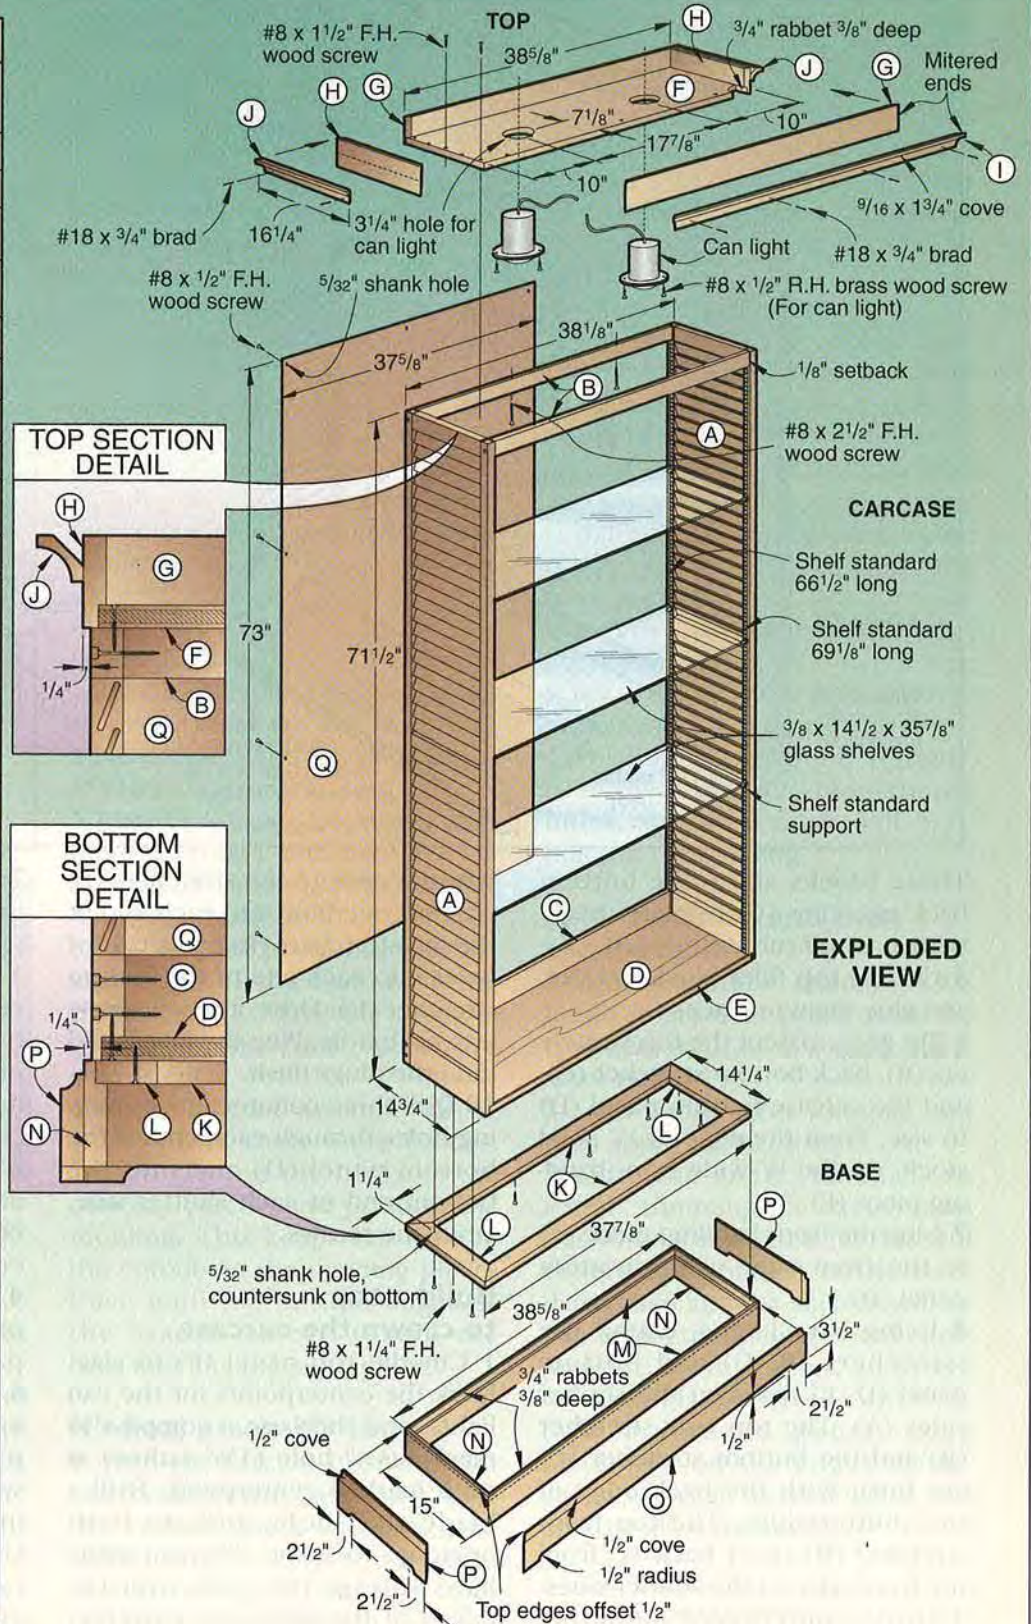 TOP
#8 x 1 1/2" F.H.
wood screw
38 5/8"
H
3/4" rabbet 3/8" deep
J
G
Mitered
ends
H
G
F
J
7 1/8"
10"
17 7/8"
10"
I
9/16 x 1 3/4" cove
#18 x 3/4" brad
16 1/4"
3 1/4" hole for
can light
Can light
#18 x 3/4" brad
#8 x 1/2" F.H.
wood screw
5/32" shank hole
#8 x 1/2" R.H. brass wood screw
(For can light)
38 1/8"
37 5/8"
1/8" setback
B
A
#8 x 2 1/2" F.H.
wood screw
TOP SECTION
DETAIL
H
G
J
F
1/4"
B
Q
CARCASE
Shelf standard
66 1/2" long
Shelf standard
69 1/8" long
73"
71 1/2"
3/8 x 14 1/2 x 35 7/8"
glass shelves
Q
Shelf standard
support
BOTTOM
SECTION
DETAIL
Q
C
D
1/4"
P
N
L
K
A
C
D
E
EXPLODED
VIEW
14 3/4"
14 1/4"
L
1 1/4"
K
BASE
L
P
37 7/8"
5/32" shank hole,
countersunk on bottom
38 5/8"
N
M
3 1/2"
#8 x 1 1/4" F.H.
wood screw
3/4" rabbets
3/8" deep
2 1/2"
1/2"
1/2" cove
N
15"
O
1/2" cove
1/2" radius
2 1/2"
P
2 1/2"
Top edges offset 1/2"